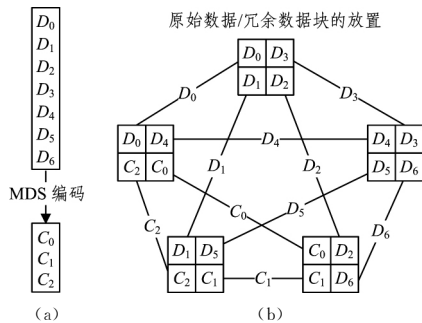 原始数据/冗余数据块的放置
D0
D1
D2
D3
D4
D5
D6
MDS 编码
C0
C1
C2
(a)
D0 D3
D1 D2
D0
D3
D0 D4
C2 C0
D4
D4 D3
D5 D6
D1
D2
C0
C2
D5
D6
D1 D5
C2 C1
C1
C0 D2
C1 D6
(b)